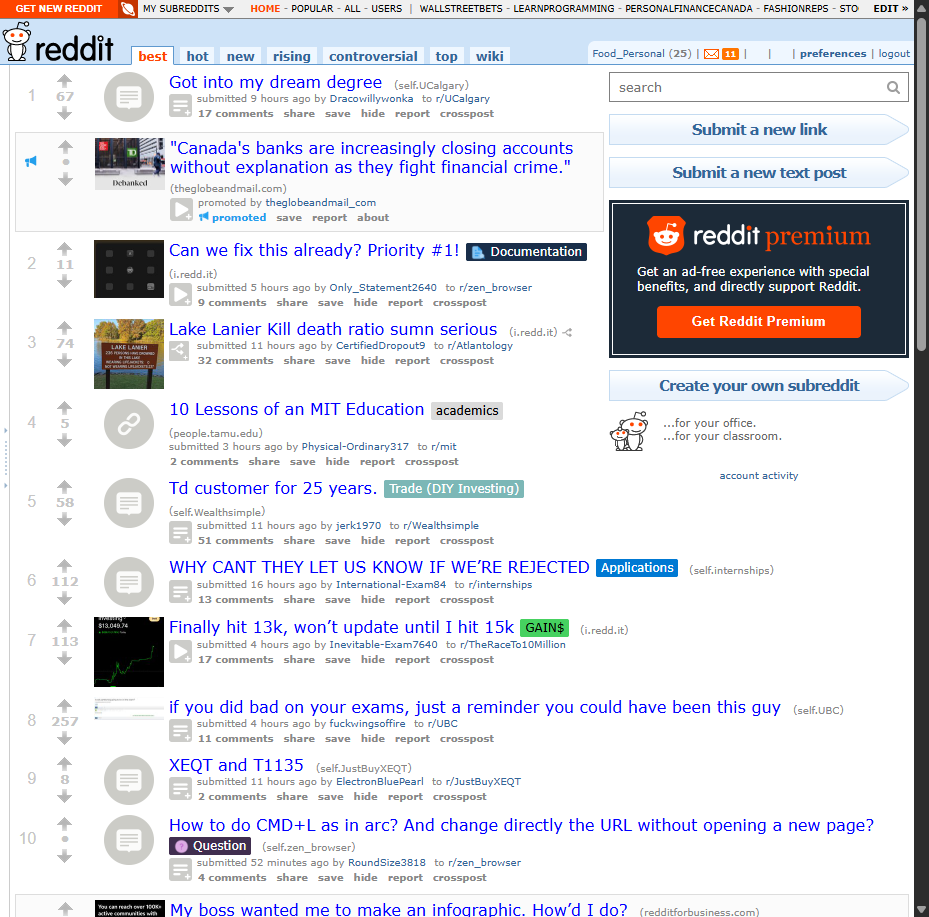 GET NEW REDDIT MY SUBREDDITS HOME - POPULAR - ALL - USERS | WALLSTREETBETS - LEARNPROGRAMMING - PERSONALFINANCECANADA - FASHIONREPS - STO EDIT »
reddit best hot new rising controversial top wiki
Food_Personal (25) | 11 | | | preferences | logout
1
67
Got into my dream degree (self.UCalgary)
submitted 9 hours ago by Dracowillywonka to r/UCalgary
17 comments share save hide report crosspost
Debanked
"Canada's banks are increasingly closing accounts
without explanation as they fight financial crime."
(theglobeandmail.com)
promoted by theglobeandmail_com
promoted save report about
2
11
Can we fix this already? Priority #1! Documentation
(i.redd.it)
submitted 5 hours ago by Only_Statement2640 to r/zen_browser
9 comments share save hide report crosspost
3
74
LAKE LANIER
Lake Lanier Kill death ratio sumn serious (i.redd.it)
submitted 11 hours ago by CertifiedDropout9 to r/Atlantology
32 comments share save hide report crosspost
4
5
10 Lessons of an MIT Education academics
(people.tamu.edu)
submitted 3 hours ago by Physical-Ordinary317 to r/mit
2 comments share save hide report crosspost
5
58
Td customer for 25 years. Trade (DIY Investing)
(self.Wealthsimple)
submitted 11 hours ago by jerk1970 to r/Wealthsimple
51 comments share save hide report crosspost
6
112
WHY CANT THEY LET US KNOW IF WE’RE REJECTED Applications (self.internships)
submitted 16 hours ago by International-Exam84 to r/internships
13 comments share save hide report crosspost
7
113
$13,049.74
Finally hit 13k, won’t update until I hit 15k GAIN$ (i.redd.it)
submitted 4 hours ago by Inevitable-Exam7640 to r/TheRaceTo10Million
17 comments share save hide report crosspost
8
257
if you did bad on your exams, just a reminder you could have been this guy (self.UBC)
submitted 4 hours ago by fuckwingsoffire to r/UBC
11 comments share save hide report crosspost
9
8
XEQT and T1135 (self.JustBuyXEQT)
submitted 11 hours ago by ElectronBluePearl to r/JustBuyXEQT
2 comments share save hide report crosspost
10
•
How to do CMD+L as in arc? And change directly the URL without opening a new page?
Question (self.zen_browser)
submitted 52 minutes ago by RoundSize3818 to r/zen_browser
4 comments share save hide report crosspost
You can reach over 100K+
active communities with
My boss wanted me to make an infographic. How’d I do? (redditforbusiness.com)
search
Submit a new link
Submit a new text post
reddit premium
Get an ad-free experience with special
benefits, and directly support Reddit.
Get Reddit Premium
Create your own subreddit
...for your office.
...for your classroom.
account activity